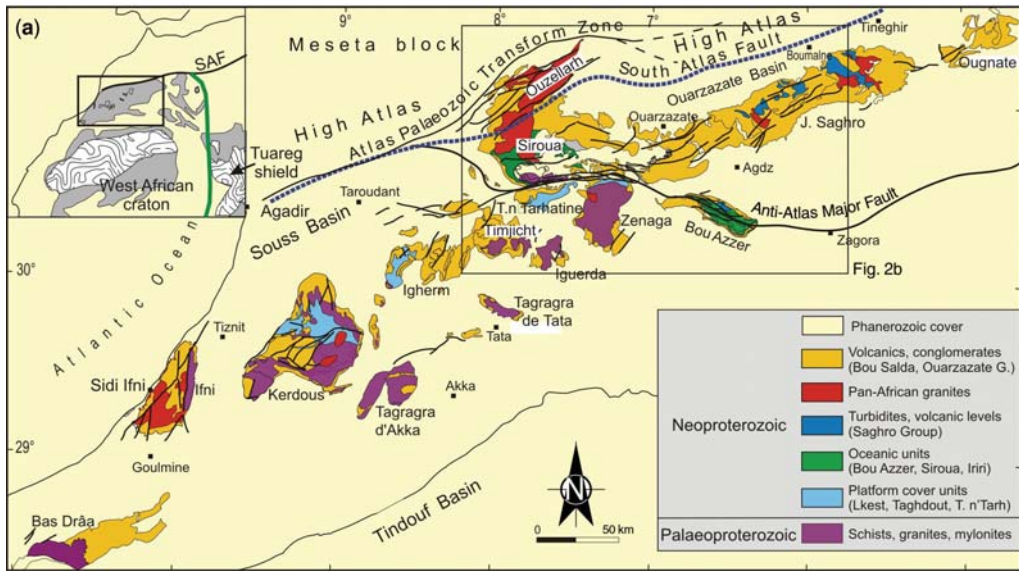 (a)
9°
8°
7°
Meseta block
Tineghir
High Atlas
SAF
Atlas Palaeozoic Transform Zone
South Atlas Fault
Boumalne
Ougnate
Ouzellarh
Ouarzazate Basin
High Atlas
Ouarzazate
J. Saghro
Siroua
Tuareg
shield
West African
craton
Agdz
Taroudant
T.n Tarhatine
Anti-Atlas Major Fault
Agadir
Souss Basin
Zenaga
Bou Azzer
Timjicht
Zagora
30°
Igherm
Iguerda
Fig. 2b
Atlantic Ocean
Tagragra
de Tata
Tiznit
Tata
Sidi Ifni
Ifni
Kerdous
Akka
Tagragra
d'Akka
29°
Goulmine
N
Tindouf Basin
0
50 km
Bas Drâa
Phanerozoic cover
Volcanics, conglomerates
(Bou Salda, Ouarzazate G.)
Pan-African granites
Neoproterozoic
Turbidites, volcanic levels
(Saghro Group)
Oceanic units
(Bou Azzer, Siroua, Iriri)
Platform cover units
(Lkest, Taghdout, T. n'Tarh)
Palaeoproterozoic
Schists, granites, mylonites